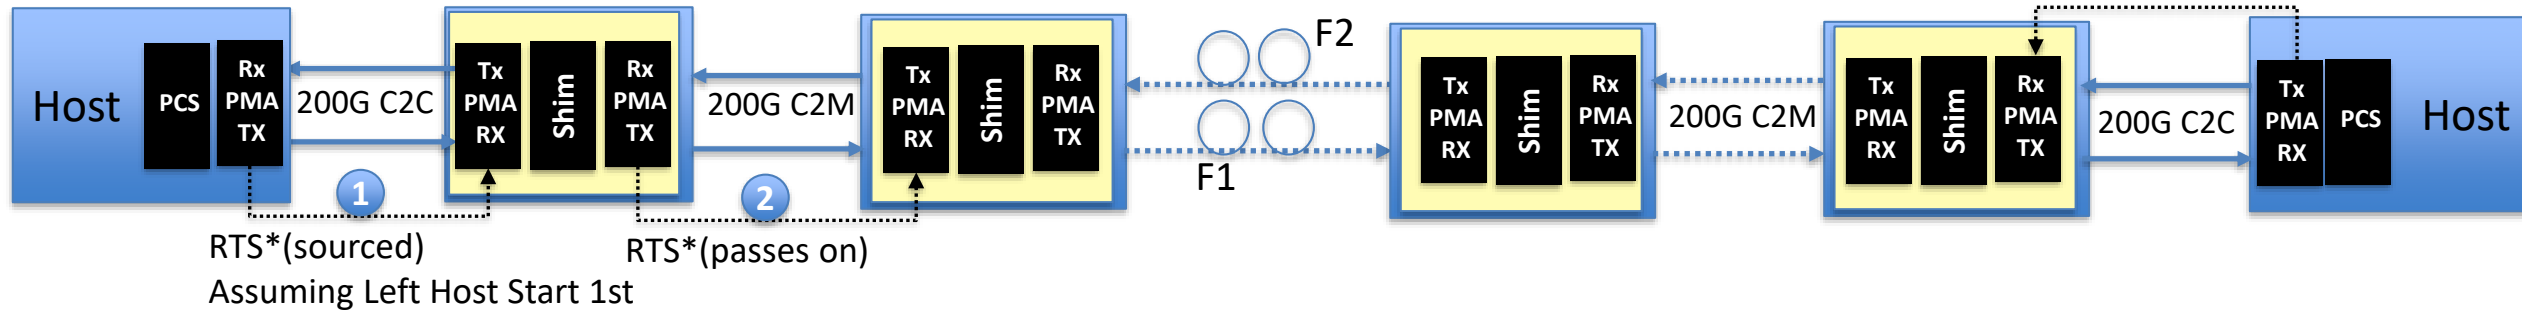 Host
PCS
Rx
PMA
TX
200G C2C
Tx
PMA
RX
Shim
Rx
PMA
TX
200G C2M
Tx
PMA
RX
Shim
Rx
PMA
TX
F2
F1
Tx
PMA
RX
Shim
Rx
PMA
TX
200G C2M
Tx
PMA
RX
Shim
Rx
PMA
TX
200G C2C
Tx
PMA
RX
PCS
Host
1
2
RTS*(sourced)
Assuming Left Host Start 1st
RTS*(passes on)